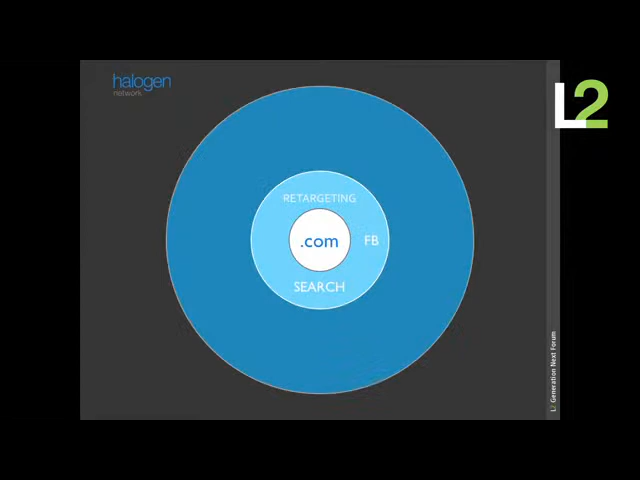 halogen
network
L2
RETARGETING
.com
FB
SEARCH
L2 Generation Next Forum